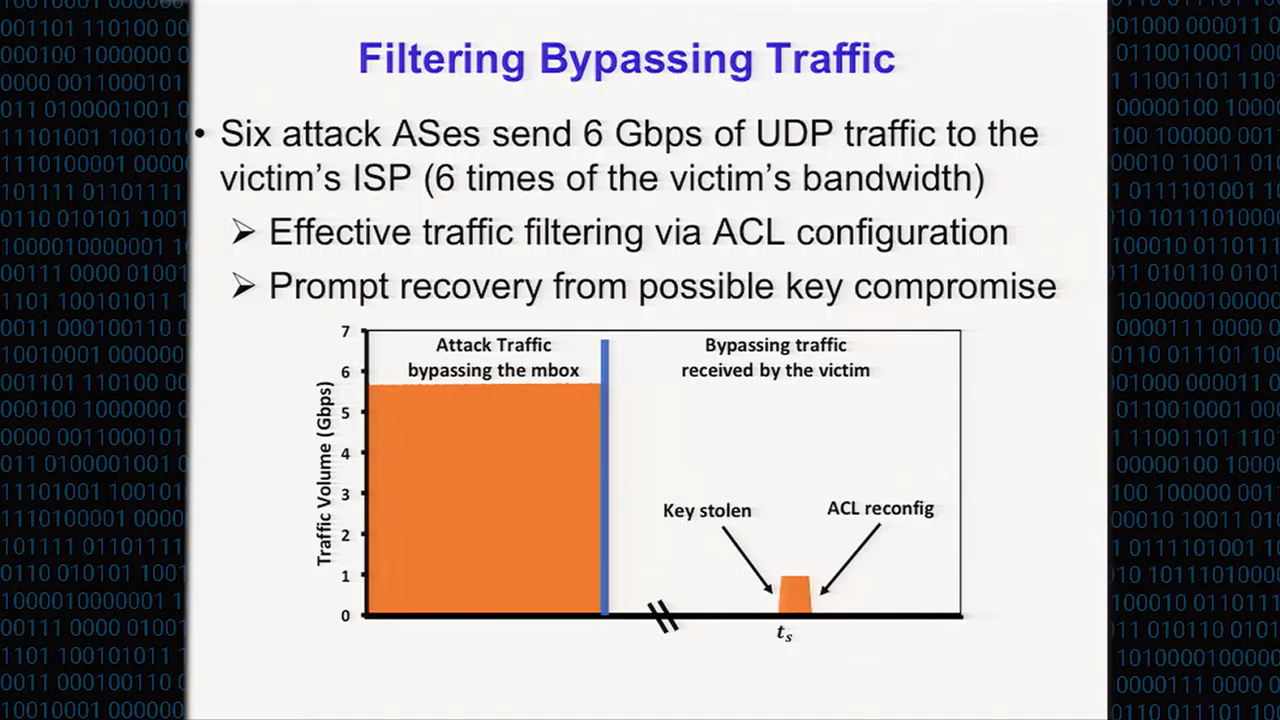 Filtering Bypassing Traffic
• Six attack ASes send 6 Gbps of UDP traffic to the
victim's ISP (6 times of the victim's bandwidth)
➢ Effective traffic filtering via ACL configuration
➢ Prompt recovery from possible key compromise
Traffic Volume (Gbps)
7
6
5
4
3
2
1
0
Attack Traffic
bypassing the mbox
Bypassing traffic
received by the victim
Key stolen
ACL reconfig
tₛ